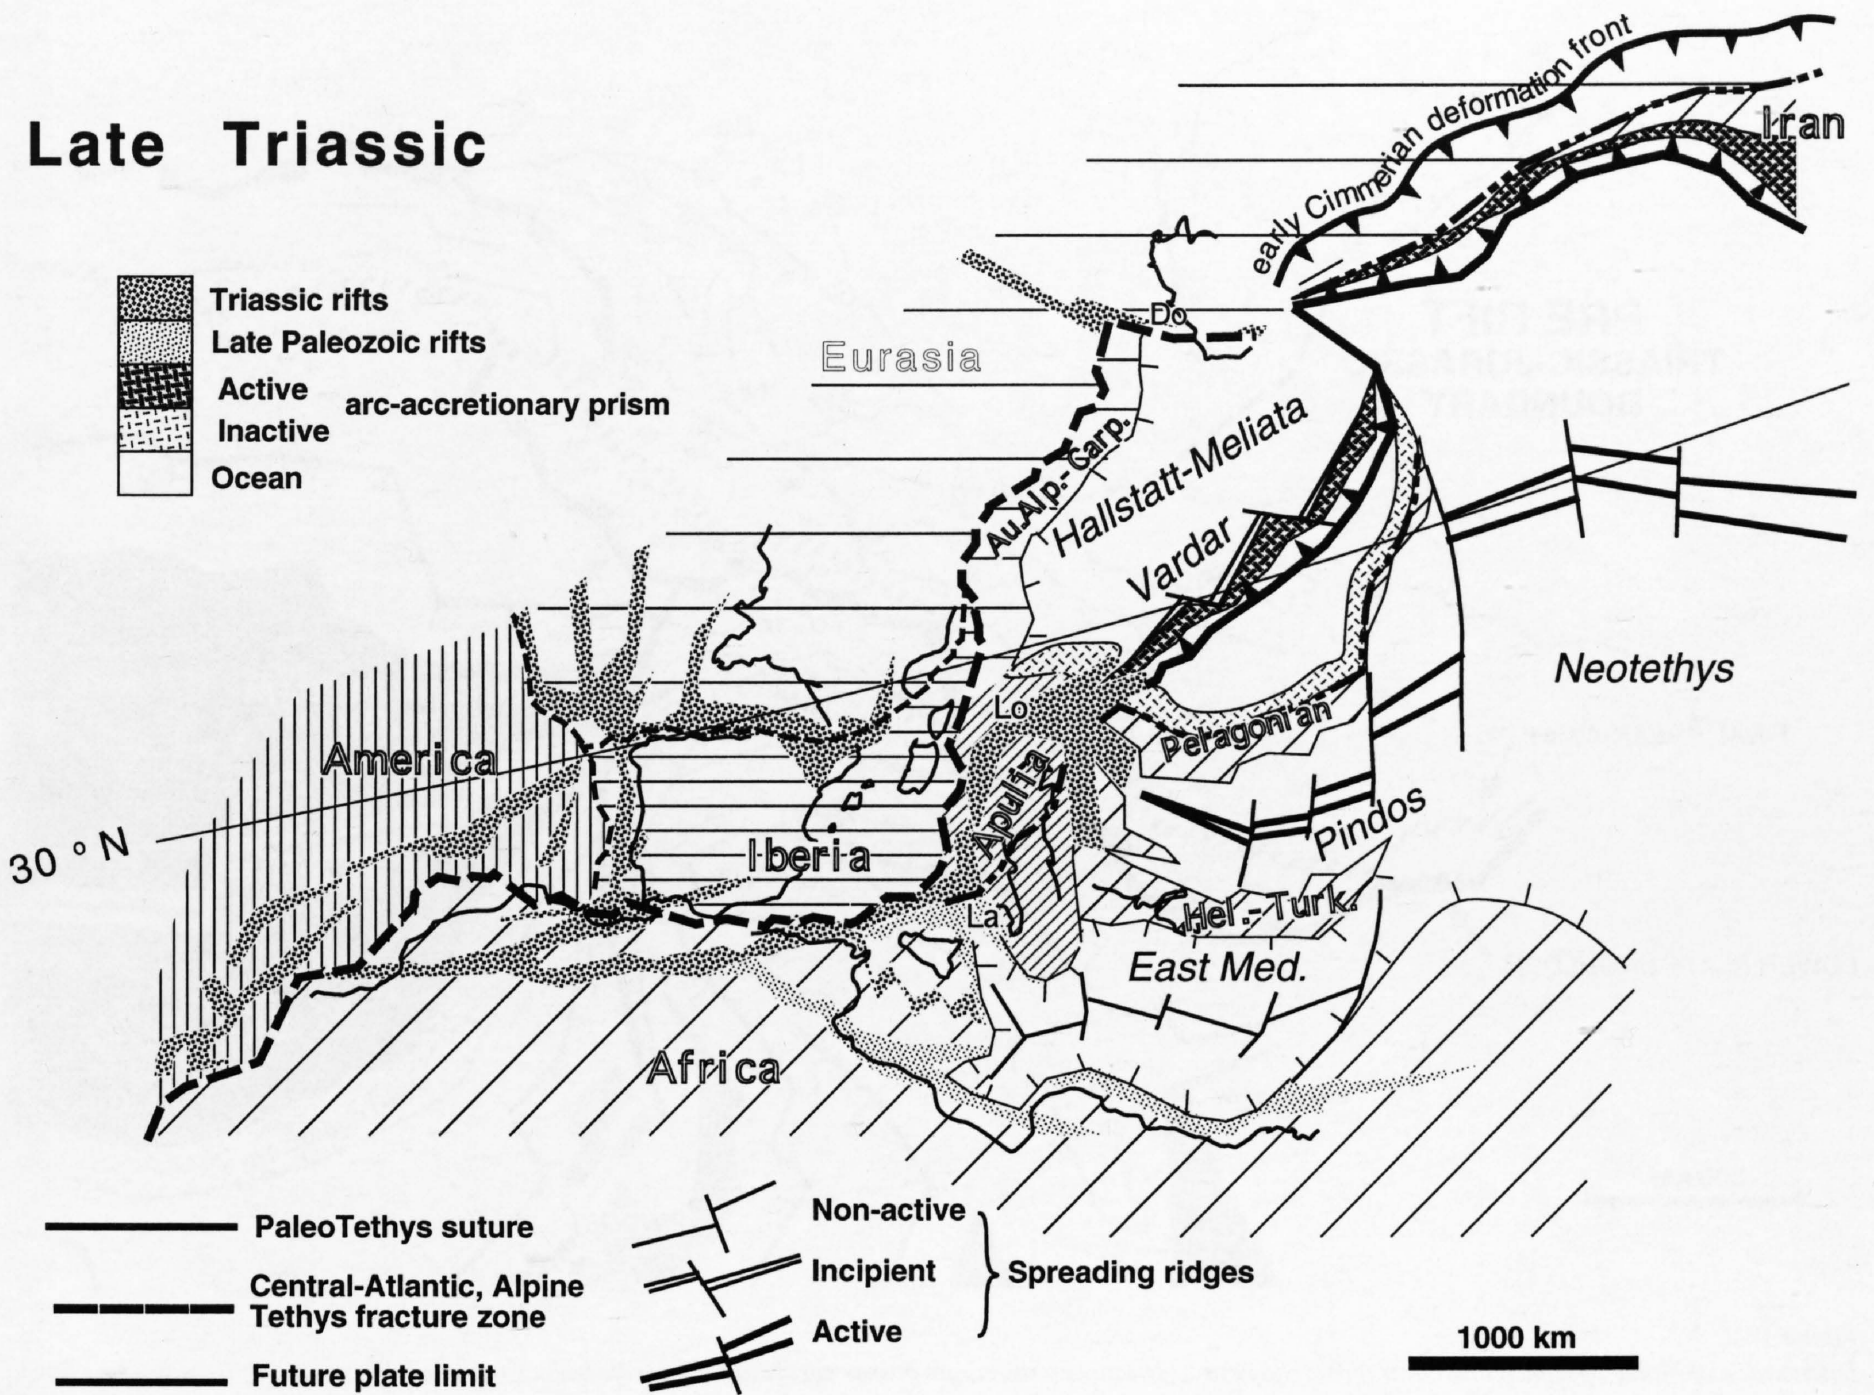 early Cimmerian deformation front
Iran
Late Triassic
Triassic rifts
Late Paleozoic rifts
Active
arc-accretionary prism
Inactive
Ocean
Do
Eurasia
Au.Alp.-Carp.
Hallstatt-Meliata
Vardar
Neotethys
Lo
Pelagonian
America
Apulia
Pindos
30 ° N
Iberia
Hel.-Turk.
La
East Med.
Africa
PaleoTethys suture
Central-Atlantic, Alpine
Tethys fracture zone
Future plate limit
Non-active
Incipient
Active
Spreading ridges
1000 km